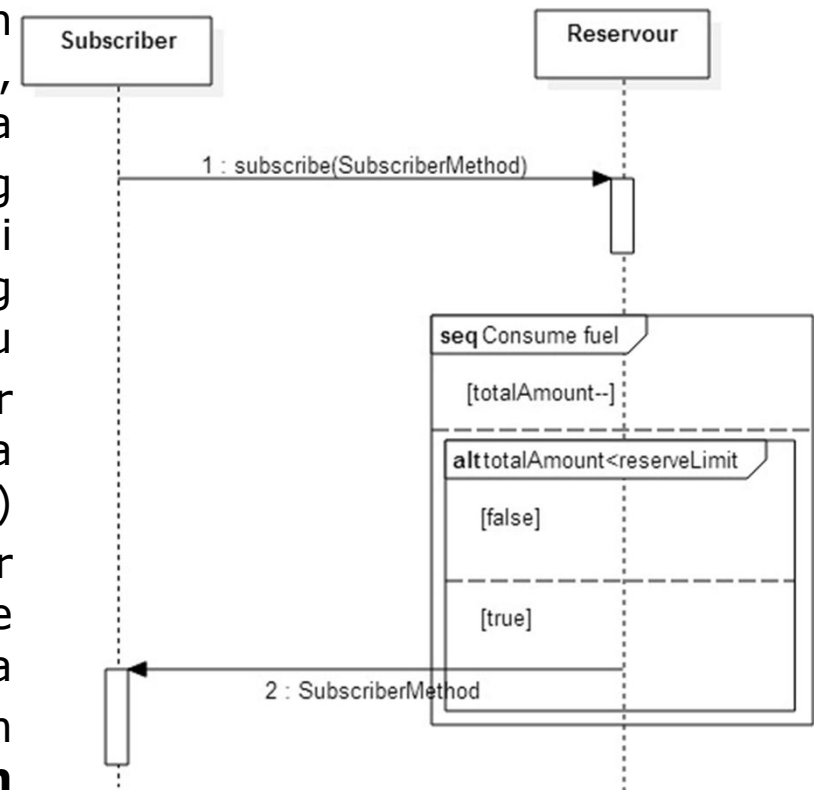 Subscriber
Reservour
1 : subscribe(SubscriberMethod)
seq Consume fuel
[totalAmount--]
alt totalAmount<reserveLimit
[false]
[true]
2 : SubscriberMethod